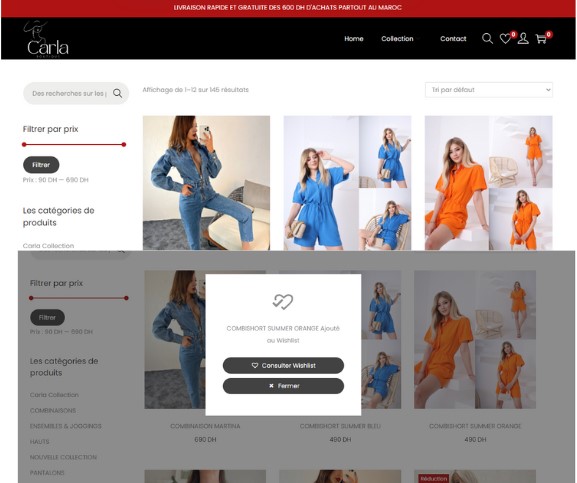 LIVRAISON RAPIDE ET GRATUITE DES 600 DH D'ACHATS PARTOUT AU MAROC
Carla
BOUTIQUE
Home
Collection
Contact
0
0
Des recherches sur les
Affichage de 1–12 sur 145 résultats
Tri par défaut
Filtrer par prix
Filtrer
Prix : 90 DH — 690 DH
Les catégories de
produits
Carla Collection
Filtrer par prix
Filtrer
Prix : 90 DH — 690 DH
Les catégories de
produits
Carla Collection
COMBINAISONS
ENSEMBLES & JOGGINGS
HAUTS
NOUVELLE COLLECTION
PANTALONS
COMBISHORT SUMMER ORANGE Ajouté
au Wishlist
Consulter Wishlist
Fermer
COMBINAISON MARTINA
690 DH
COMBISHORT SUMMER BLEU
COMBISHORT SUMMER ORANGE
490 DH
Réduction